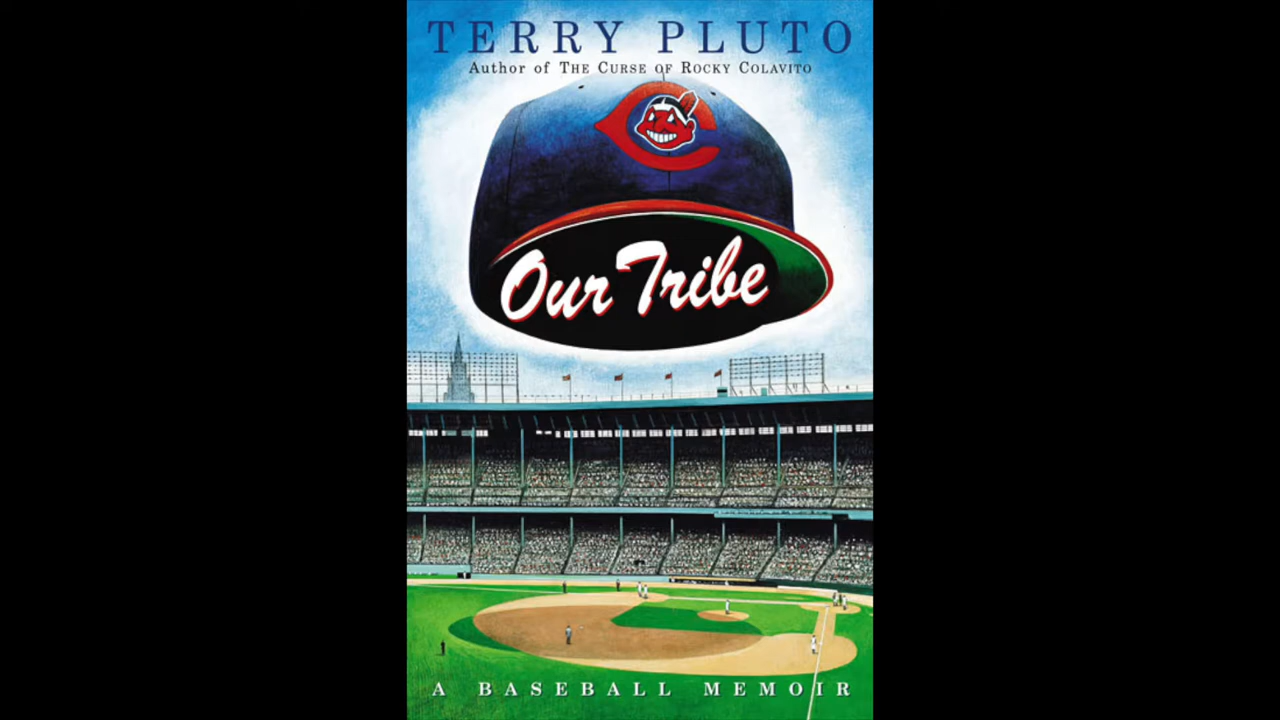 TERRY PLUTO
Author of THE CURSE OF ROCKY COLAVITO
C
Our Tribe
A BASEBALL MEMOIR